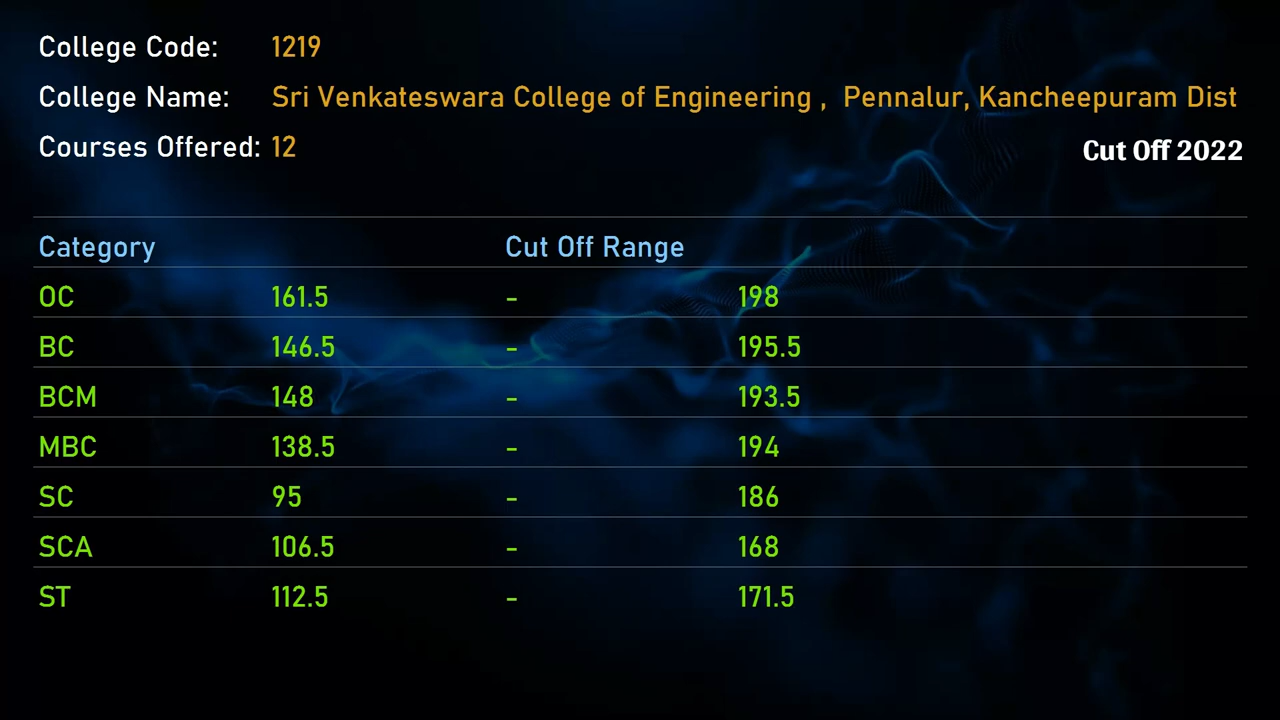 College Code: 1219
College Name: Sri Venkateswara College of Engineering , Pennalur, Kancheepuram Dist
Courses Offered: 12
Cut Off 2022
Category Cut Off Range
OC 161.5 - 198
BC 146.5 - 195.5
BCM 148 - 193.5
MBC 138.5 - 194
SC 95 - 186
SCA 106.5 - 168
ST 112.5 - 171.5